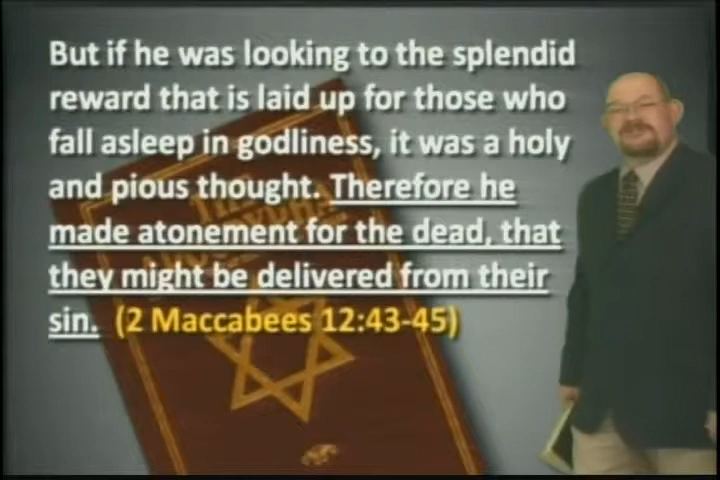 But if he was looking to the splendid
reward that is laid up for those who
fall asleep in godliness, it was a holy
and pious thought. Therefore he
made atonement for the dead, that
they might be delivered from their
sin. (2 Maccabees 12:43-45)